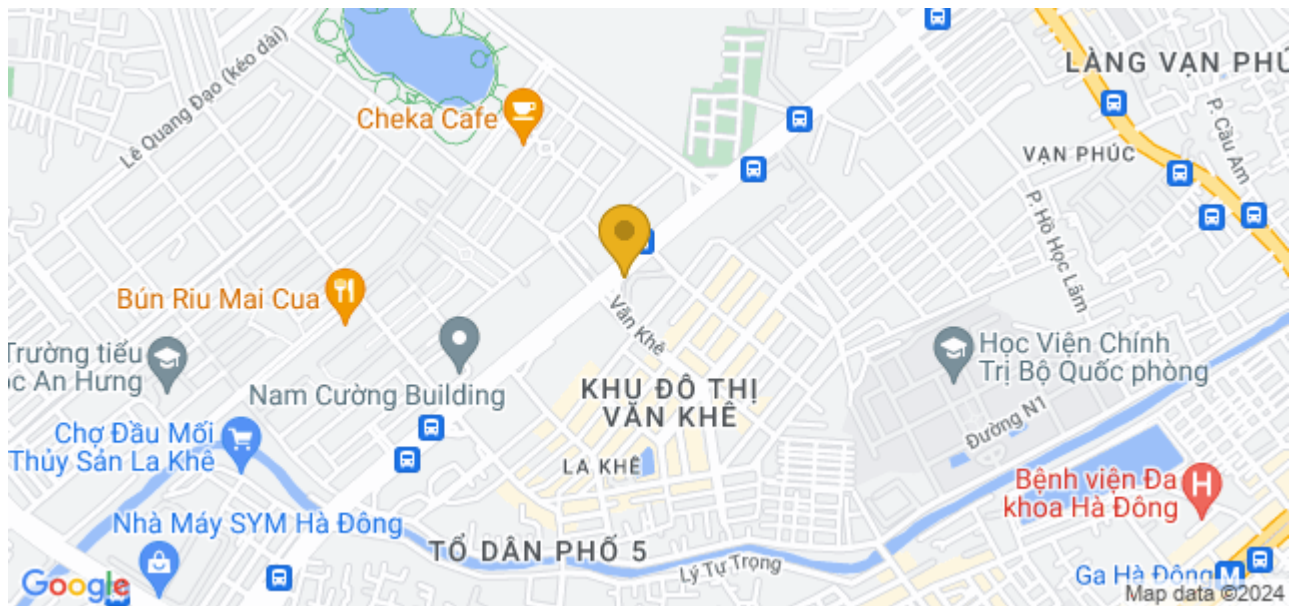 Lê Quang Đạo (kéo dài)
Cheka Cafe
LÀNG VẠN PHÚ
P. Cầu Am
VẠN PHÚC
P. Hồ Học Lãm
Bún Riu Mai Cua
Văn Khê
Trường tiểu
ọc An Hưng
Nam Cường Building
Học Viện Chính
Trị Bộ Quốc phòng
KHU ĐÔ THỊ
VĂN KHÊ
Đường N1
Chợ Đầu Mối
Thủy Sản La Khê
LA KHÊ
Bệnh viện Đa
khoa Hà Đông
H
Nhà Máy SYM Hà Đông
TỔ DÂN PHỐ 5
Lý Tự Trọng
Ga Hà Đông
M
Google
Map data ©2024